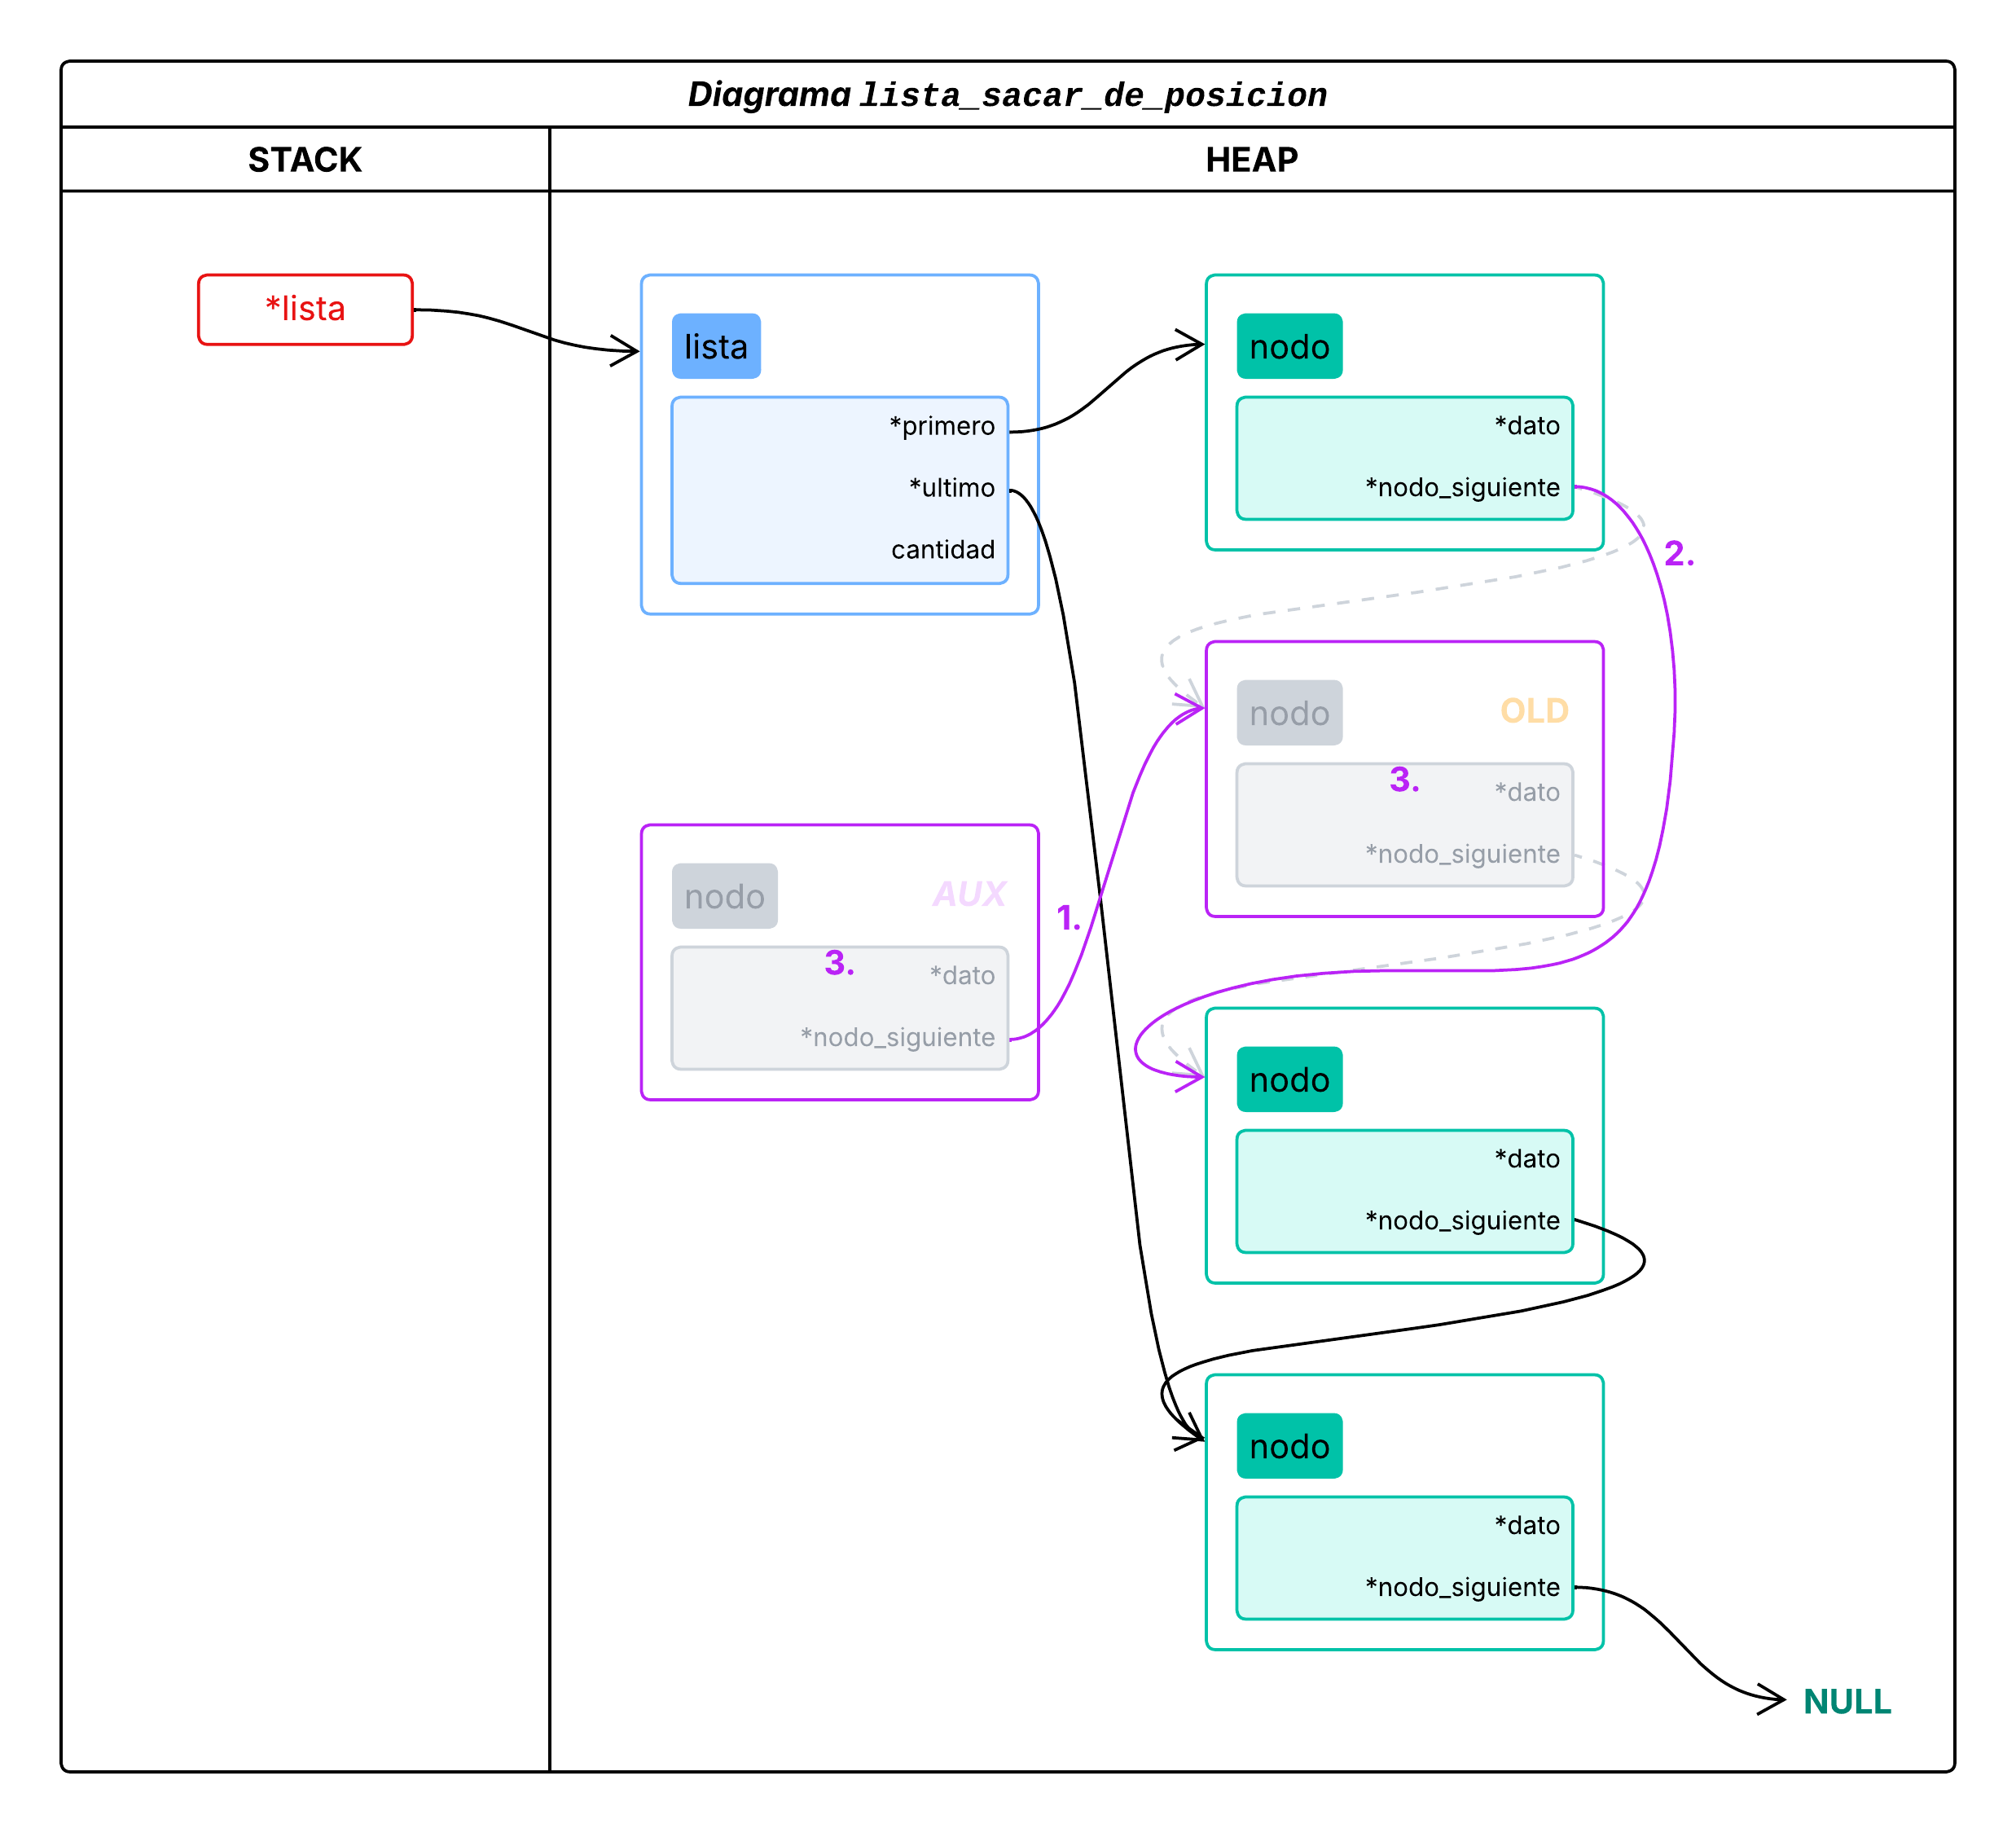 Diagrama lista_sacar_de_posicion
STACK
HEAP
*lista
lista
*primero
*ultimo
cantidad
nodo
*dato
*nodo_siguiente
2.
nodo
OLD
3.
*dato
*nodo_siguiente
nodo
AUX
1.
3.
*dato
*nodo_siguiente
nodo
*dato
*nodo_siguiente
nodo
*dato
*nodo_siguiente
NULL